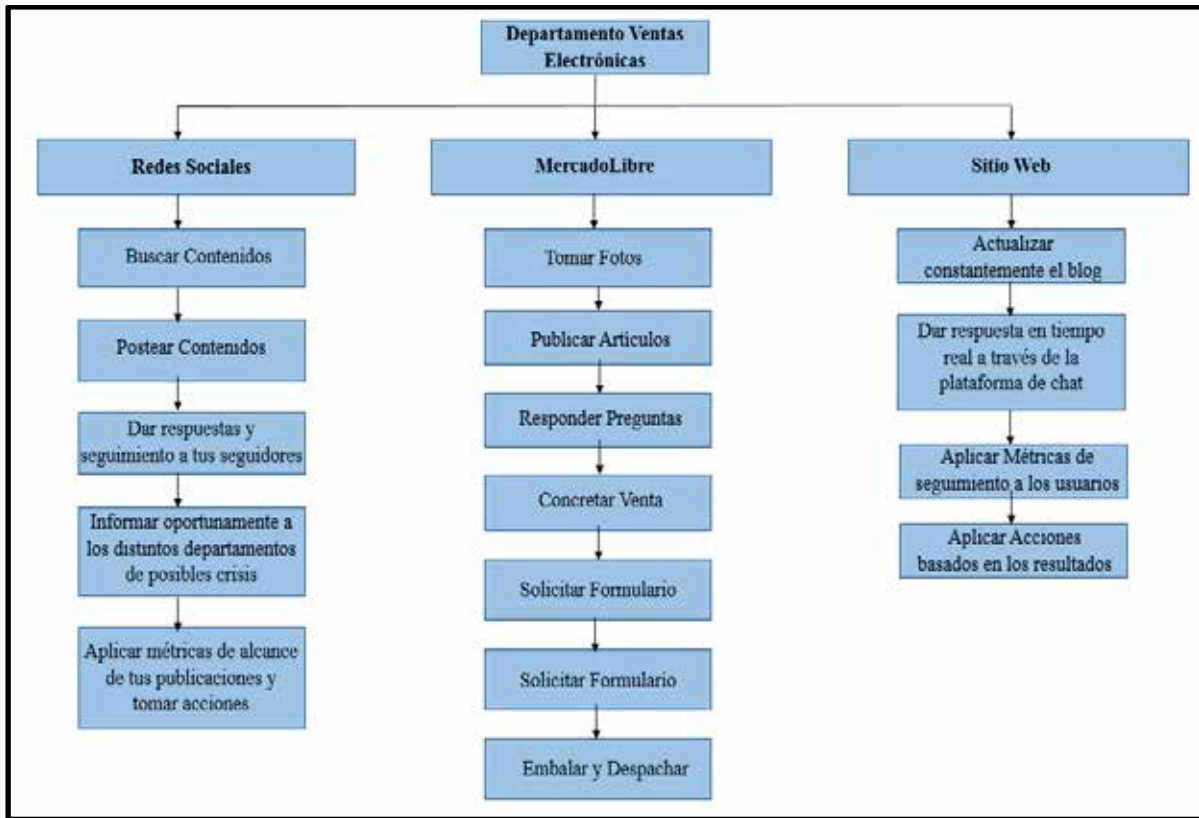 Departamento Ventas
Electrónicas
Redes Sociales
Buscar Contenidos
Postear Contenidos
Dar respuestas y
seguimiento a tus seguidores
Informar oportunamente a
los distintos departamentos
de posibles crisis
Aplicar métricas de alcance
de tus publicaciones y
tomar acciones
MercadoLibre
Tomar Fotos
Publicar Articulos
Responder Preguntas
Concretar Venta
Solicitar Formulario
Solicitar Formulario
Embalar y Despachar
Sitio Web
Actualizar
constantemente el blog
Dar respuesta en tiempo
real a través de la
plataforma de chat
Aplicar Métricas de
seguimiento a los usuarios
Aplicar Acciones
basados en los resultados